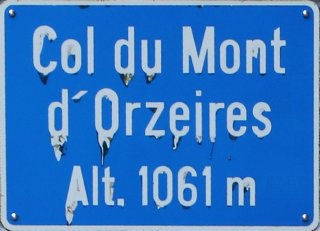 Col du Mont
d´Orzeires
Alt. 1061 m